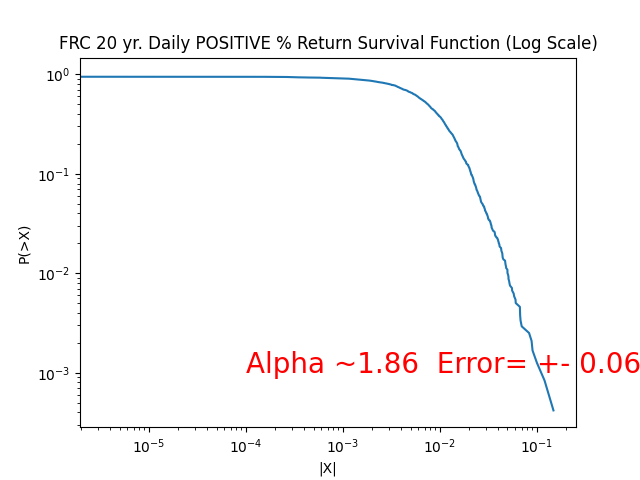 FRC 20 yr. Daily POSITIVE % Return Survival Function (Log Scale)
10⁰
10⁻¹
10⁻²
10⁻³
P(>X)
Alpha ~1.86  Error= +- 0.06
10⁻⁵
10⁻⁴
10⁻³
10⁻²
10⁻¹
|X|